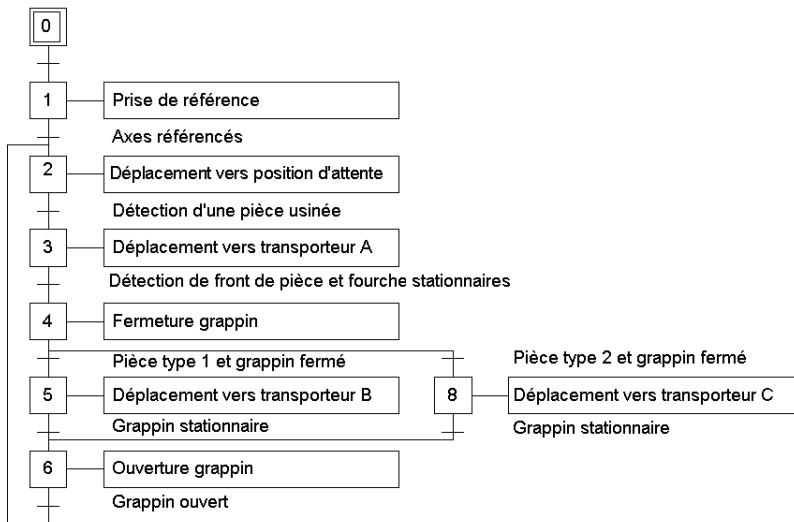 0
1 Prise de référence
Axes référencés
2 Déplacement vers position d'attente
Détection d'une pièce usinée
3 Déplacement vers transporteur A
Détection de front de pièce et fourche stationnaires
4 Fermeture grappin
Pièce type 1 et grappin fermé Pièce type 2 et grappin fermé
5 Déplacement vers transporteur B 8 Déplacement vers transporteur C
Grappin stationnaire Grappin stationnaire
6 Ouverture grappin
Grappin ouvert